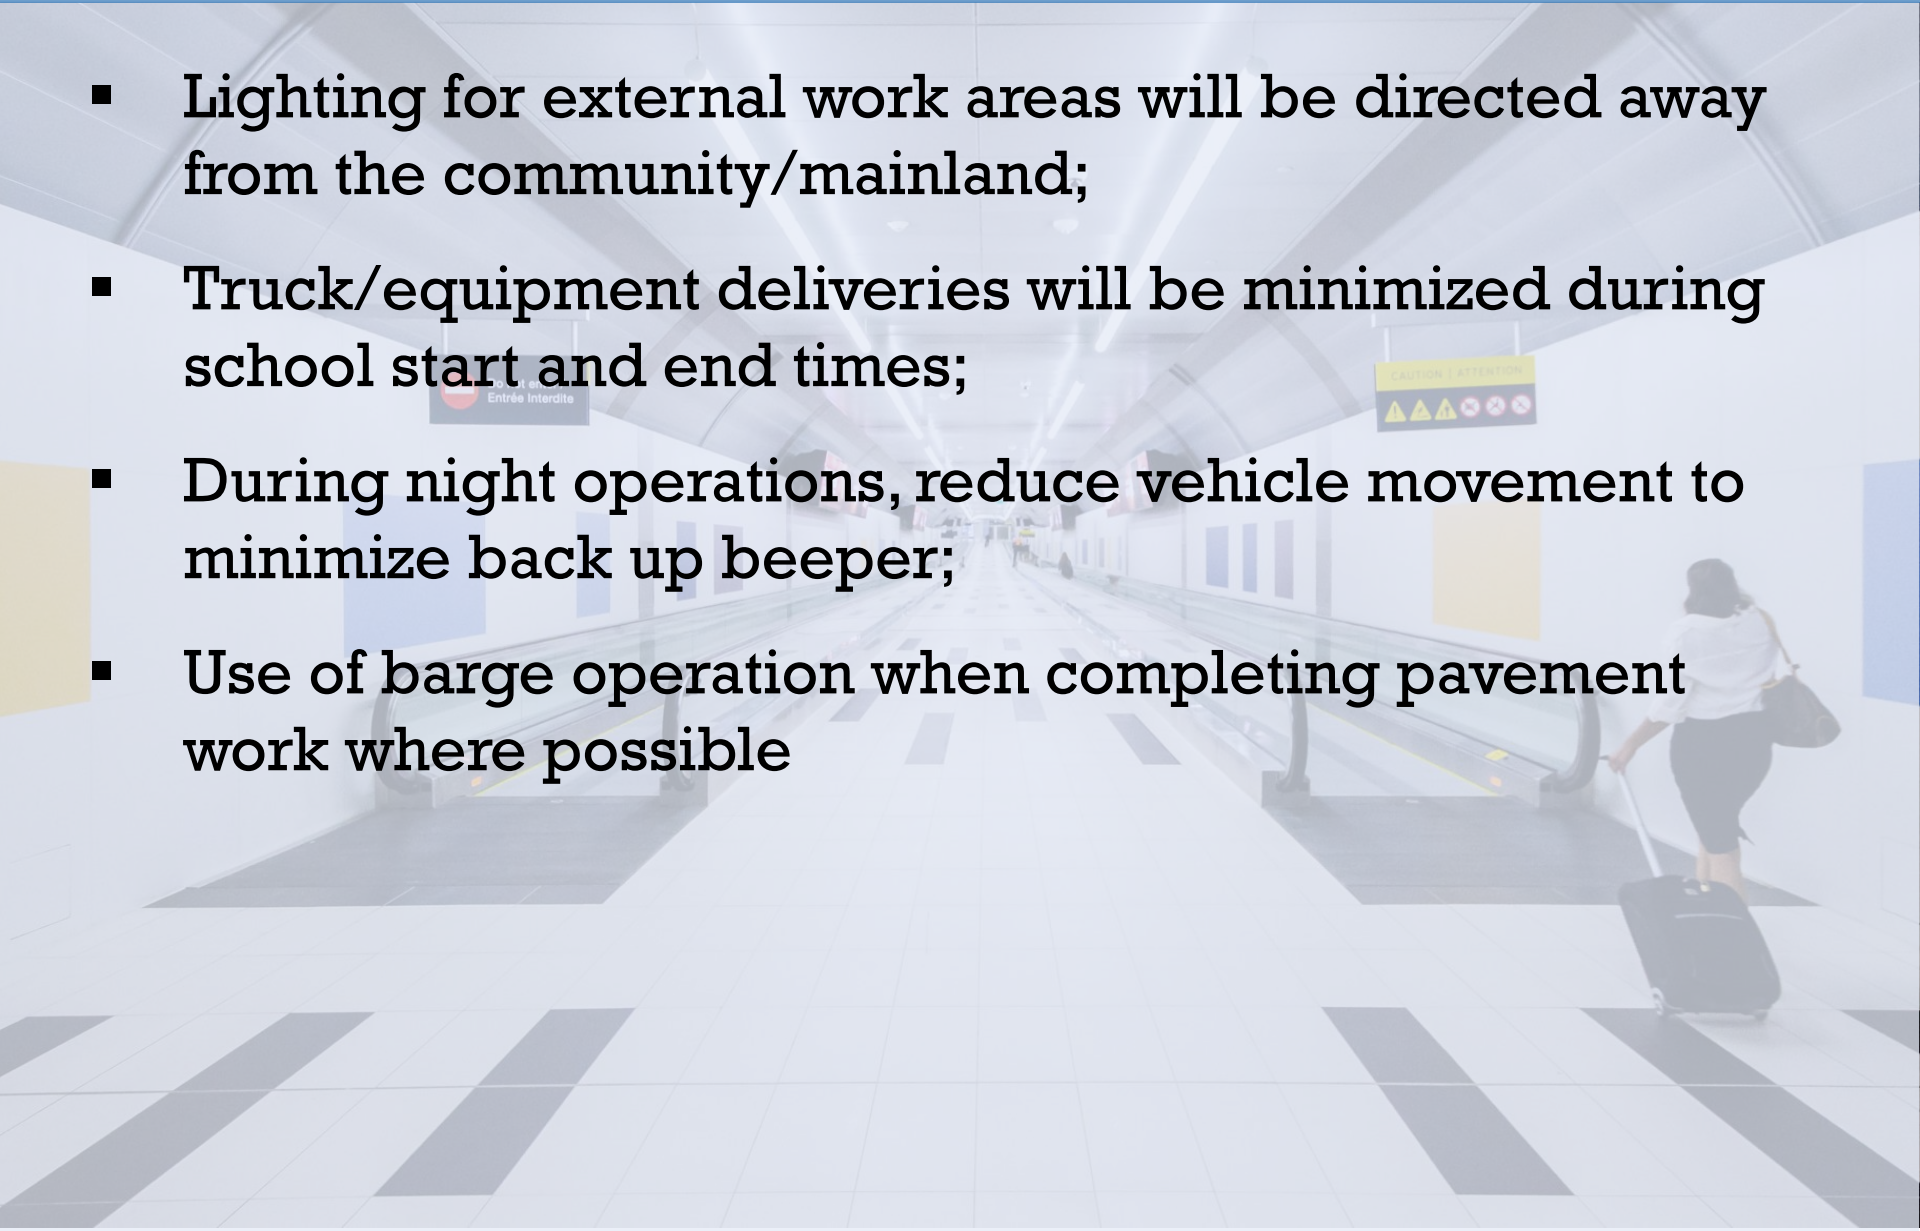 ▪ Lighting for external work areas will be directed away
from the community/mainland;
▪ Truck/equipment deliveries will be minimized during
school start and end times;
Entrée Interdite
CAUTION | ATTENTION
▪ During night operations, reduce vehicle movement to
minimize back up beeper;
▪ Use of barge operation when completing pavement
work where possible